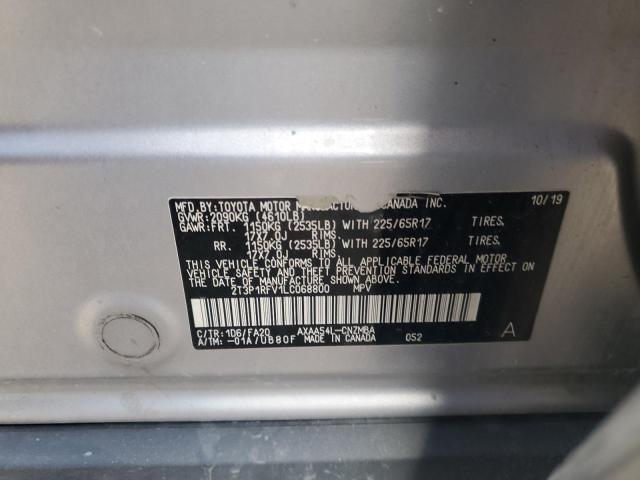 MFD.BY:TOYOTA MOTOR MANUFACTUR CANADA INC. 10/19
GVWR:2090KG (4610LB)
GAWR:FRT. 1150KG (2535LB) WITH 225/65R17 TIRES,
17X7.0J RIMS,
RR. 1150KG (2535LB) WITH 225/65R17 TIRES,
17X7.0J RIMS.
THIS VEHICLE CONFORMS TO ALL APPLICABLE FEDERAL MOTOR
VEHICLE SAFETY AND THEFT PREVENTION STANDARDS IN EFFECT
ON THE DATE OF MANUFACTURE SHOWN ABOVE.
2T3P1RFV1LC068800 MPV
C/TR:1D6/FA20 AXAA54L-CNZMBA
A/TM: -01A/UB80F MADE IN CANADA 052 A